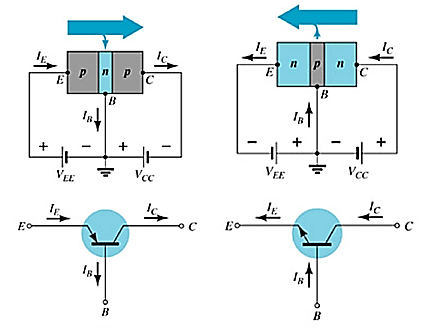 I_E I_C
p n p
E C
B
I_B
+ − + −
V_EE V_CC
I_E I_C
E C
I_B
B
I_E I_C
n p n
E C
B
I_B
− + − +
V_EE V_CC
I_E I_C
E C
I_B
B